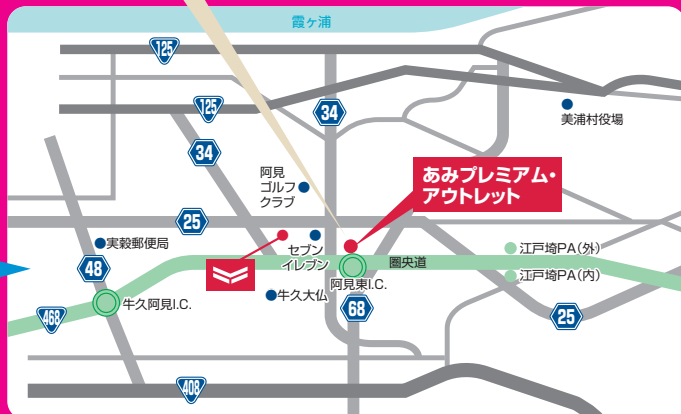 霞ヶ浦
125
125
34
美浦村役場
34
阿見
ゴルフ
クラブ
あみプレミアム・
アウトレット
25
実穀郵便局
セブン
イレブン
圏央道
江戸埼PA(外)
48
阿見東I.C.
江戸埼PA(内)
牛久阿見I.C.
牛久大仏
468
68
25
408